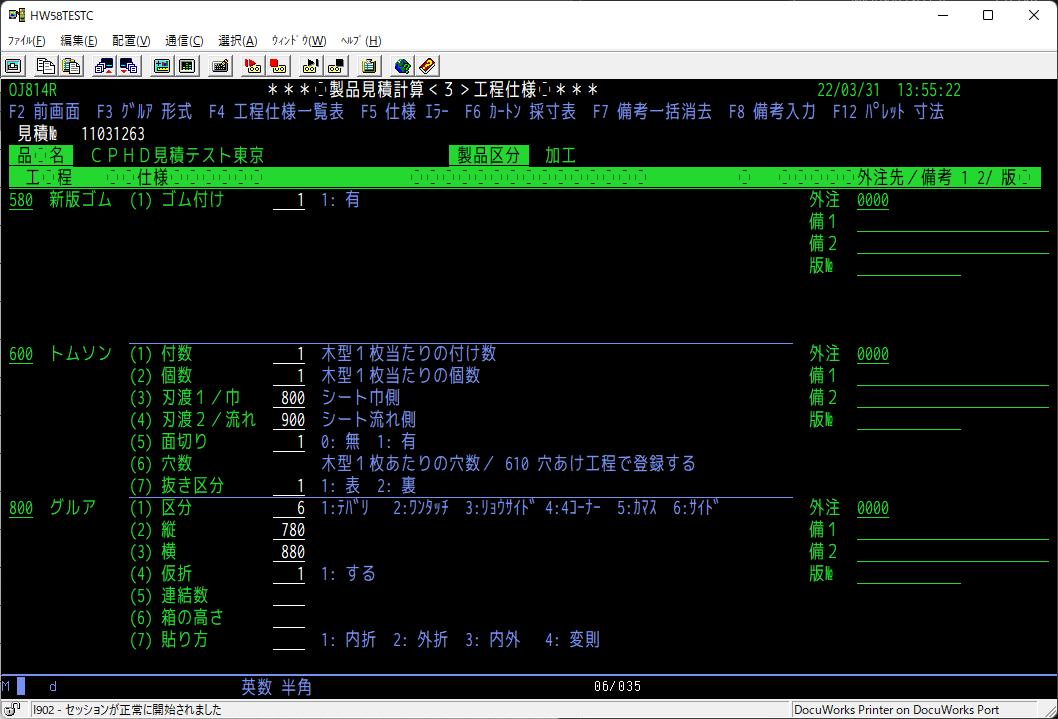 HW58TESTC
ﾌｧｲﾙ(F) 編集(E) 配置(V) 通信(C) 選択(A) ｳｨﾝﾄﾞｳ(W) ﾍﾙﾌﾟ(H)
OJ814R ＊＊＊ 製品見積計算＜３＞工程仕様 ＊＊＊ 22/03/31 13:55:22
F2 前画面 F3 ｸﾞﾙｱ 形式 F4 工程仕様一覧表 F5 仕様 ｴﾗｰ F6 ｶｰﾄﾝ 採寸表 F7 備考一括消去 F8 備考入力 F12 ﾊﾟﾚｯﾄ 寸法
見積№ 11031263
品 名 ＣＰＨＤ見積テスト東京 製品区分 加工
工 程 仕様 外注先／備考 1 2/ 版
580 新版ゴム (1) ゴム付け 1 1: 有 外注 0000
備１
備２
版№
600 トムソン (1) 付数 1 木型１枚当たりの付け数 外注 0000
(2) 個数 1 木型１枚当たりの個数 備１
(3) 刃渡１／巾 800 シート巾側 備２
(4) 刃渡２／流れ 900 シート流れ側 版№
(5) 面切り 1 0: 無 1: 有
(6) 穴数 木型１枚あたりの穴数／ 610 穴あけ工程で登録する
(7) 抜き区分 1 1: 表 2: 裏
800 グルア (1) 区分 6 1:ﾃﾊﾞﾘ 2:ﾜﾝﾀｯﾁ 3:ﾘｮｳｻｲﾄﾞ 4:4ｺｰﾅｰ 5:ｶﾏｽ 6:ｻｲﾄﾞ 外注 0000
(2) 縦 780 備１
(3) 横 880 備２
(4) 仮折 1 1: する 版№
(5) 連結数
(6) 箱の高さ
(7) 貼り方 1: 内折 2: 外折 3: 内外 4: 変則
M d 英数 半角 06/035
I902 - セッションが正常に開始されました DocuWorks Printer on DocuWorks Port